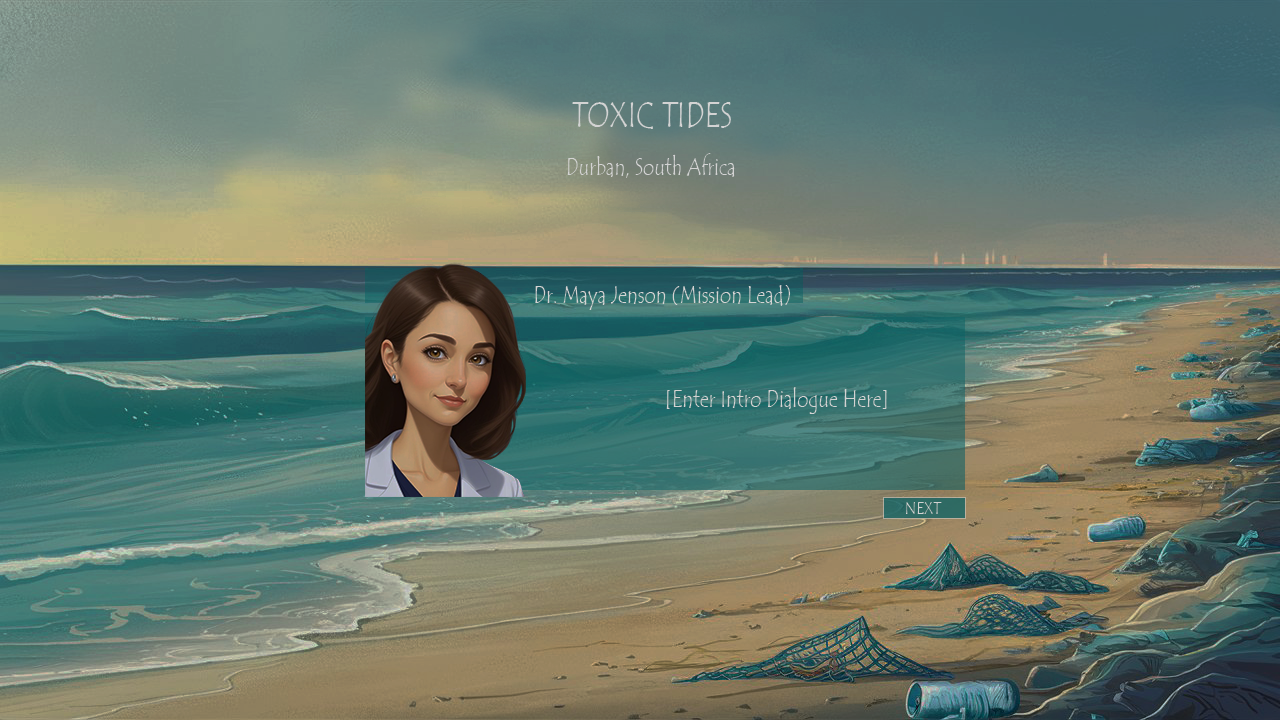 TOXIC TIDES
Durban, South Africa
Dr. Maya Jenson (Mission Lead)
[Enter Intro Dialogue Here]
NEXT